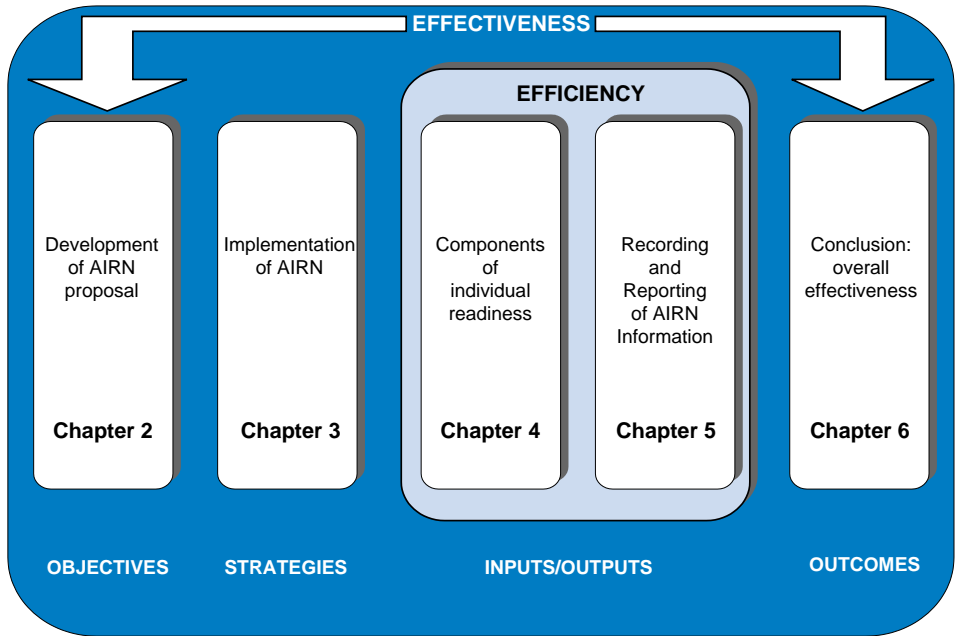 EFFECTIVENESS
EFFICIENCY
Development
of AIRN
proposal
Chapter 2
Implementation
of AIRN
Chapter 3
Components
of
individual
readiness
Chapter 4
Recording
and
Reporting
of AIRN
Information
Chapter 5
Conclusion:
overall
effectiveness
Chapter 6
OBJECTIVES
STRATEGIES
INPUTS/OUTPUTS
OUTCOMES